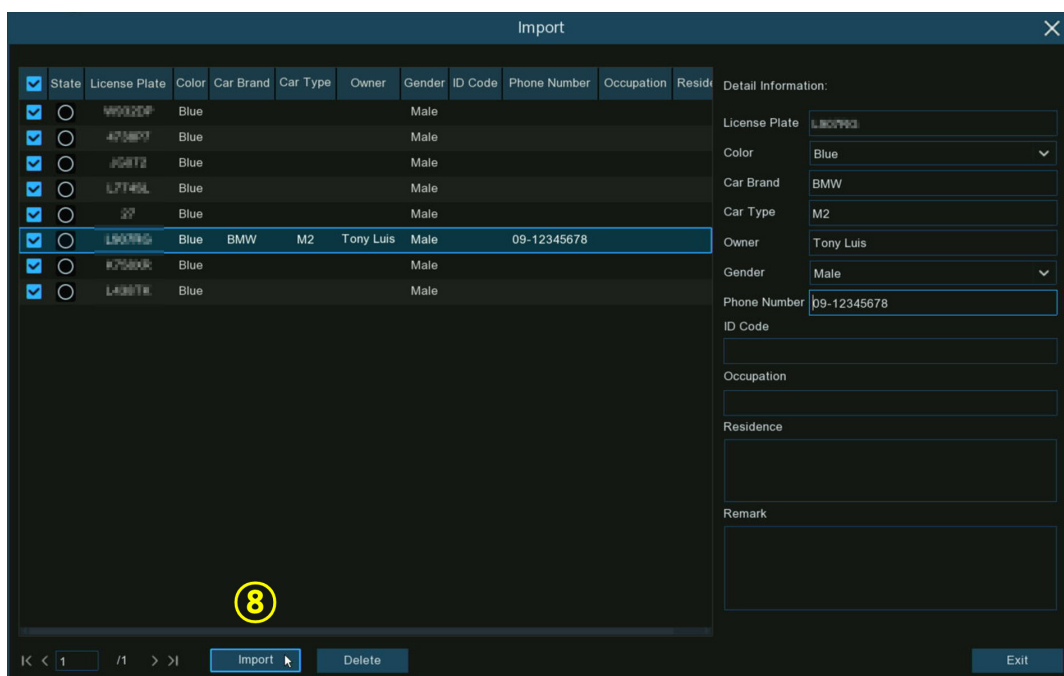 Import
State License Plate Color Car Brand Car Type Owner Gender ID Code Phone Number Occupation Reside
Blue Male
Blue Male
Blue Male
Blue Male
Blue Male
Blue BMW M2 Tony Luis Male 09-12345678
Blue Male
Blue Male
Detail Information:
License Plate
Color Blue
Car Brand BMW
Car Type M2
Owner Tony Luis
Gender Male
Phone Number 09-12345678
ID Code
Occupation
Residence
Remark
8
1 /1 Import Delete Exit